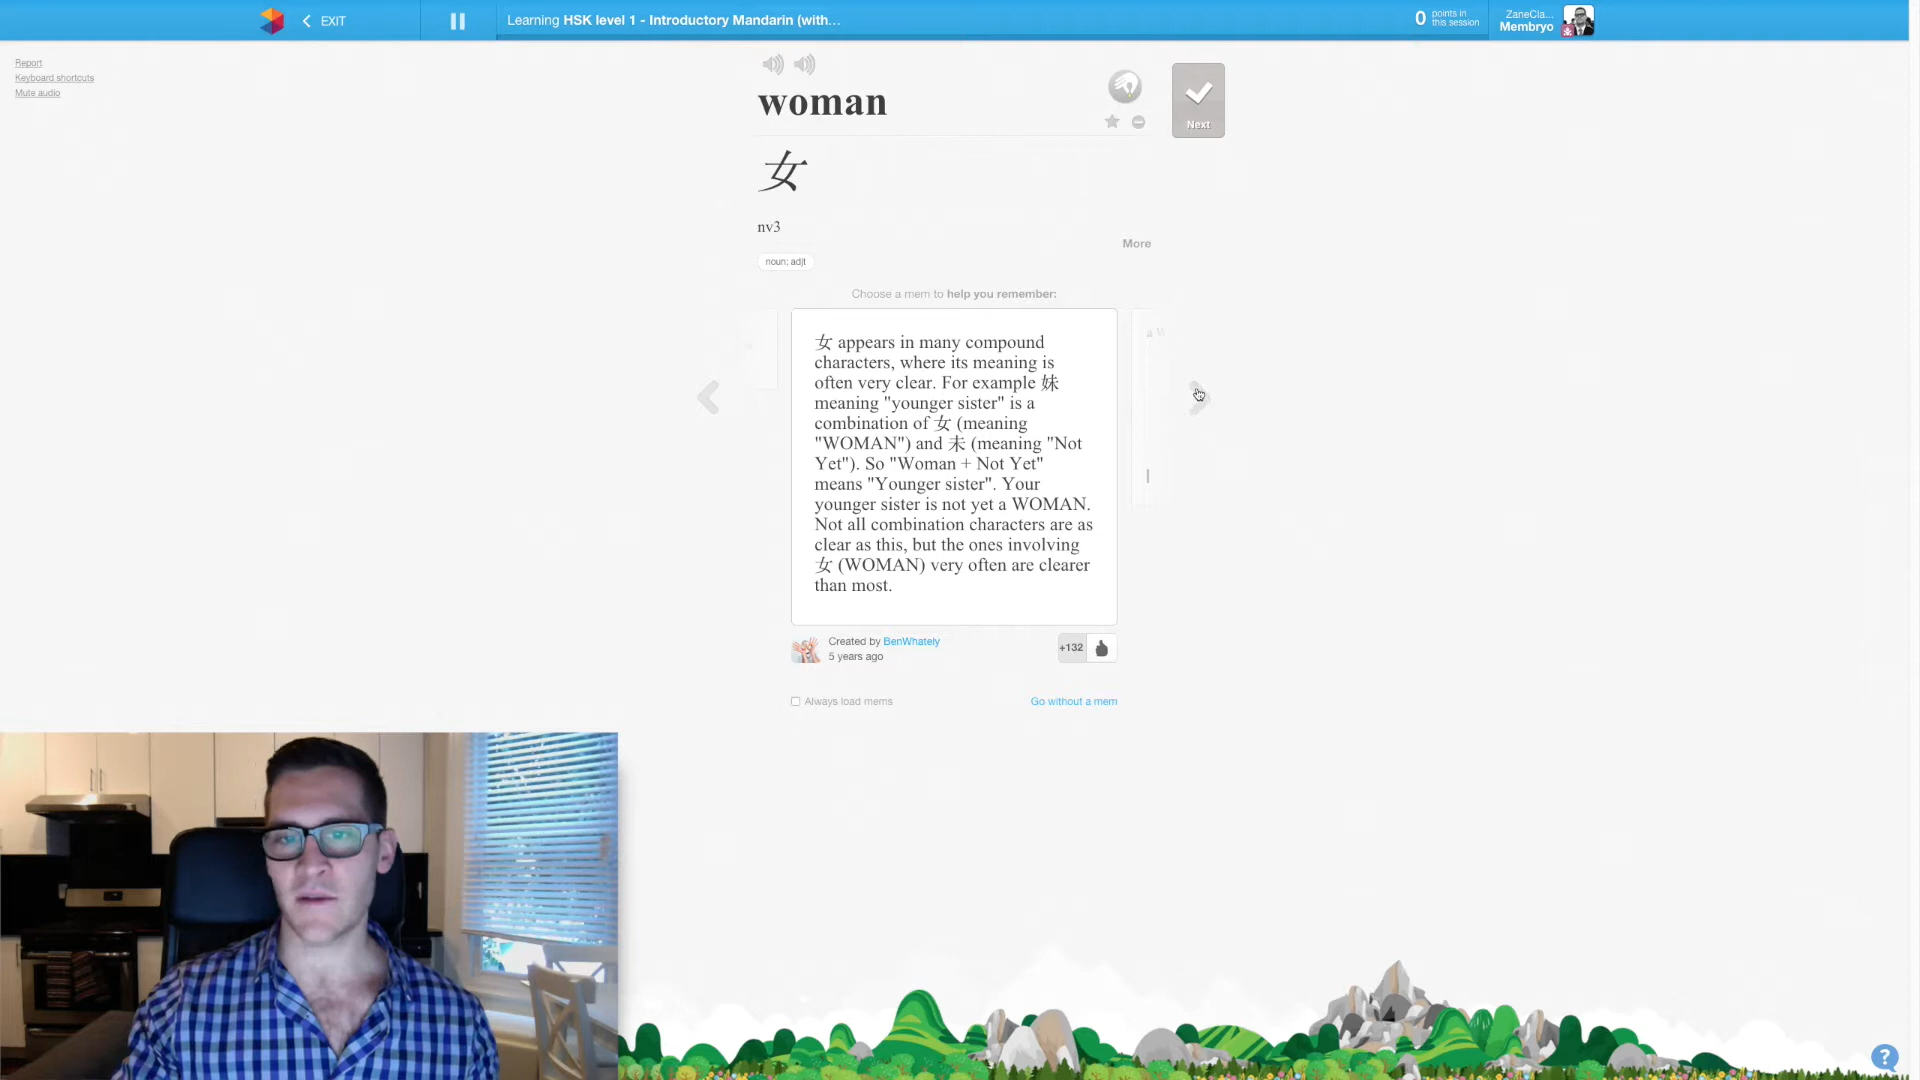 EXIT
Learning HSK level 1 - Introductory Mandarin (with...
0 points in this session
ZaneCla...
Membryo
Report
Keyboard shortcuts
Mute audio
woman
Next
女
nv3
More
noun; adjt
Choose a mem to help you remember:
女 appears in many compound
characters, where its meaning is
often very clear. For example 妹
meaning "younger sister" is a
combination of 女 (meaning
"WOMAN") and 未 (meaning "Not
Yet"). So "Woman + Not Yet"
means "Younger sister". Your
younger sister is not yet a WOMAN.
Not all combination characters are as
clear as this, but the ones involving
女 (WOMAN) very often are clearer
than most.
Created by BenWhately
5 years ago
+132
Always load mems
Go without a mem
?